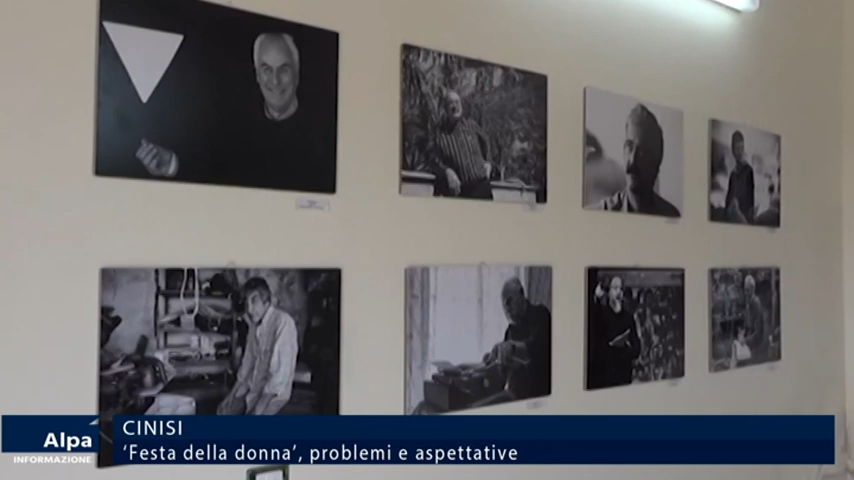 CINISI
Alpa
INFORMAZIONE
‘Festa della donna’, problemi e aspettative